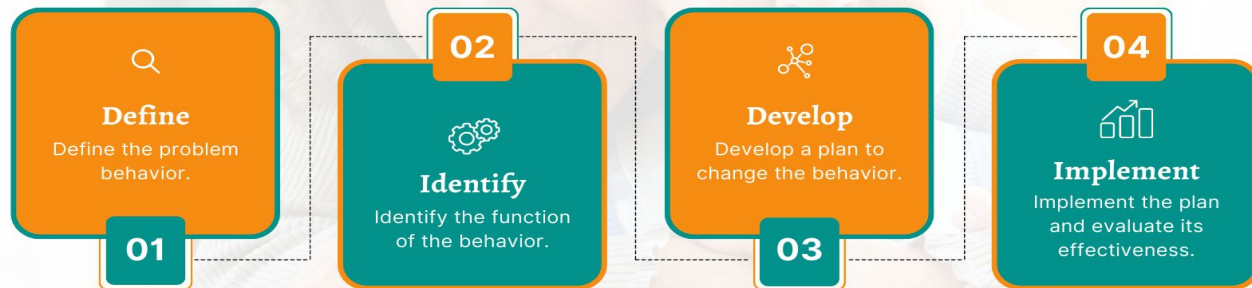 Define
Define the problem
behavior.
01
02
Identify
Identify the function
of the behavior.
Develop
Develop a plan to
change the behavior.
03
04
Implement
Implement the plan
and evaluate its
effectiveness.